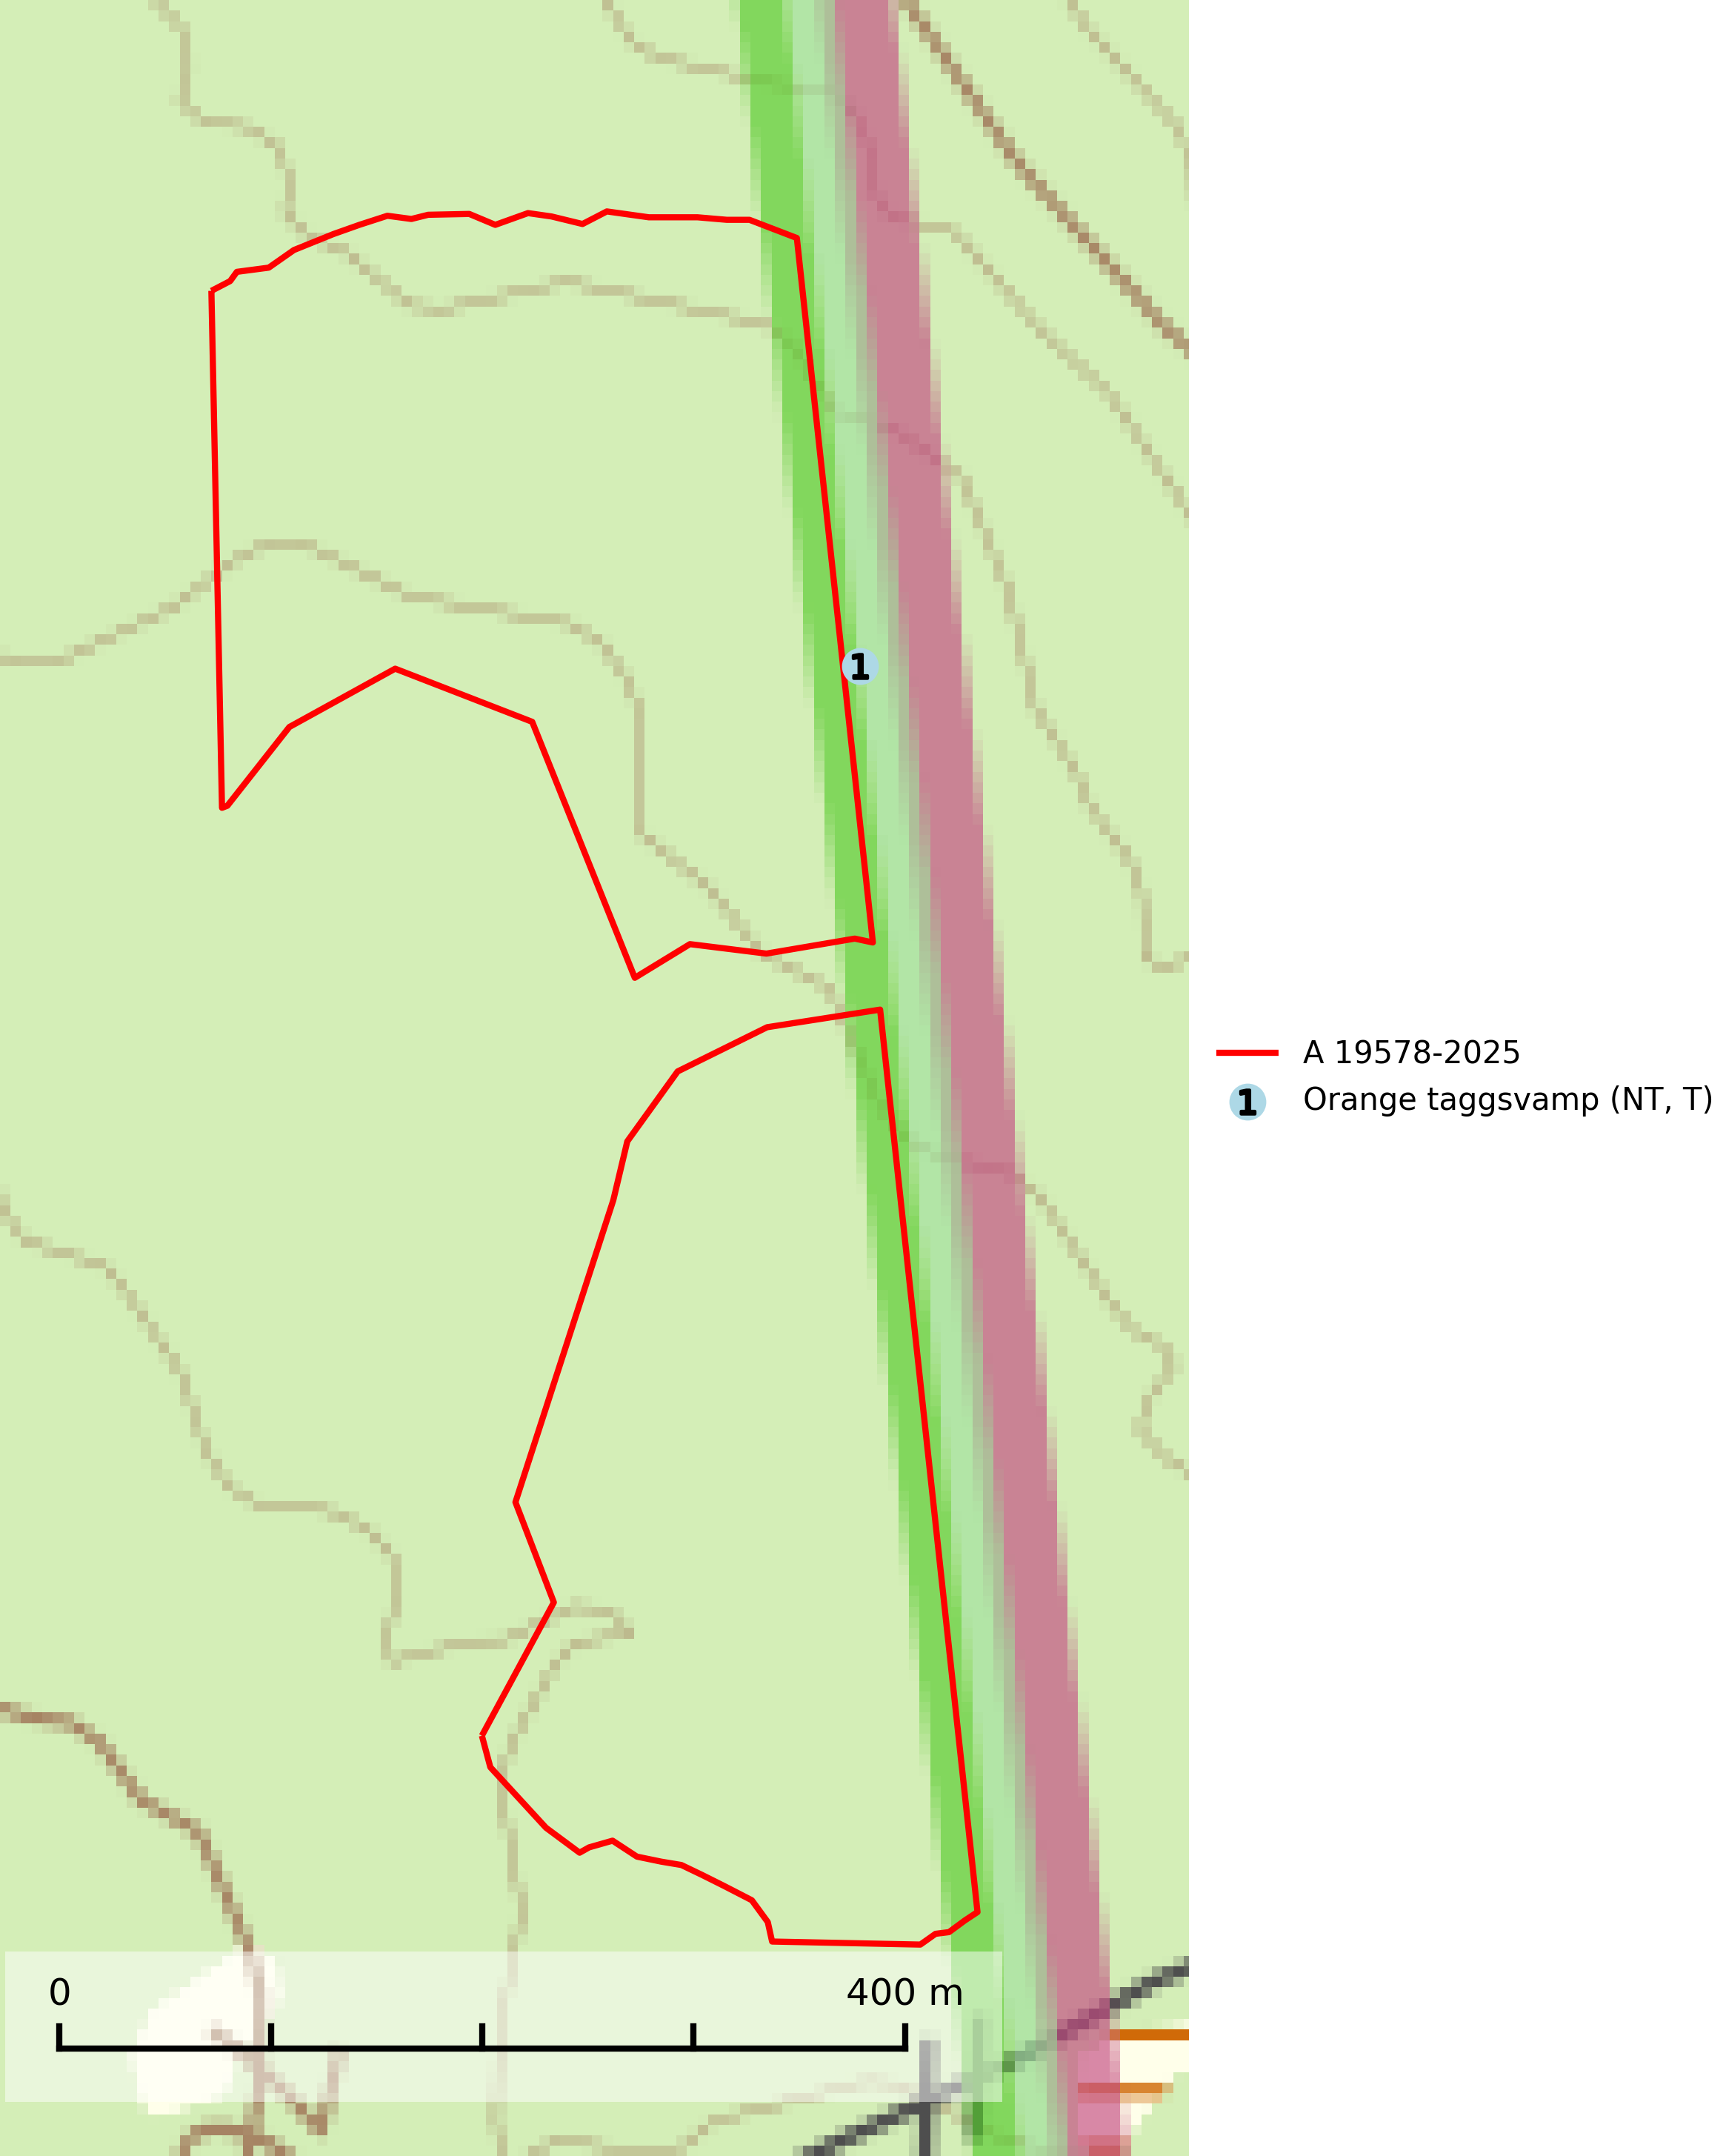 1
A 19578-2025
1 Orange taggsvamp (NT, T)
0 400 m